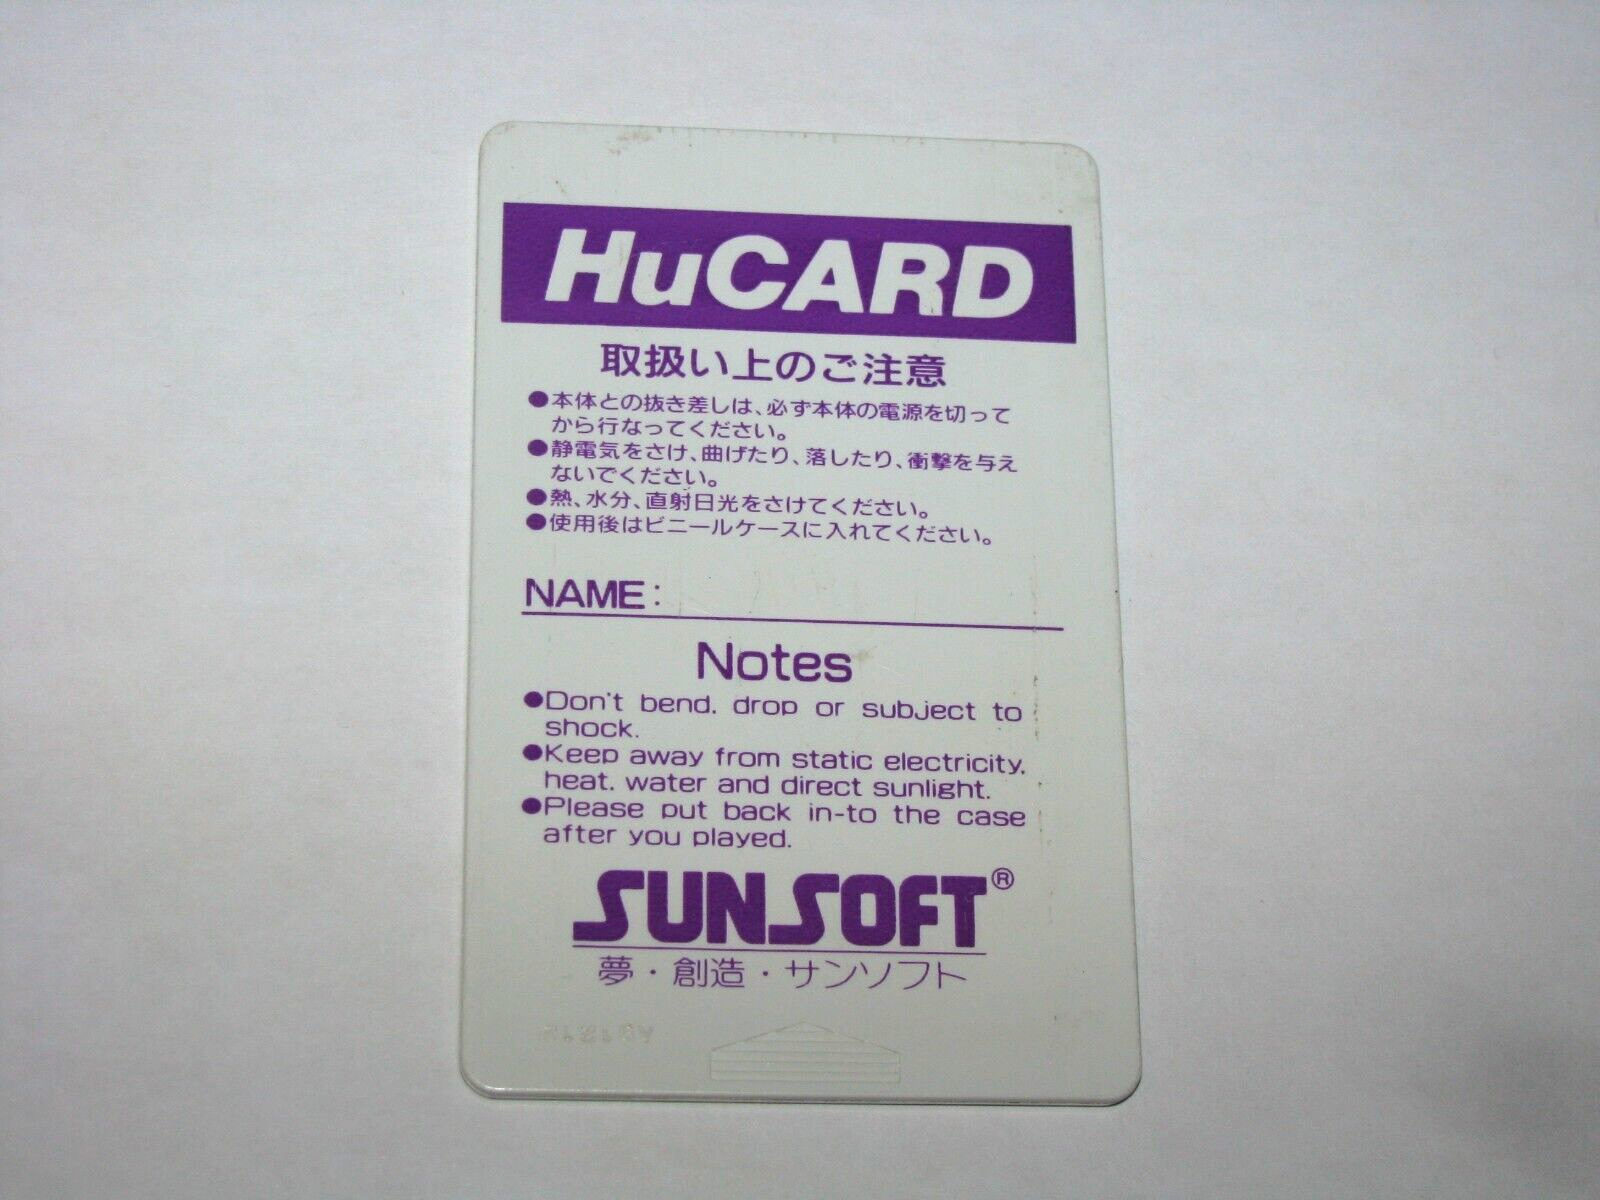 HuCARD
取扱い上のご注意
●本体との抜き差しは、必ず本体の電源を切って
から行なってください。
●静電気をさけ、曲げたり、落したり、衝撃を与え
ないでください。
●熱、水分、直射日光をさけてください。
●使用後はビニールケースに入れてください。
NAME:
Notes
●Don't bend, drop or subject to
shock.
●Keep away from static electricity,
heat, water and direct sunlight.
●Please put back in-to the case
after you played.
SUNSOFT®
夢・創造・サンソフト